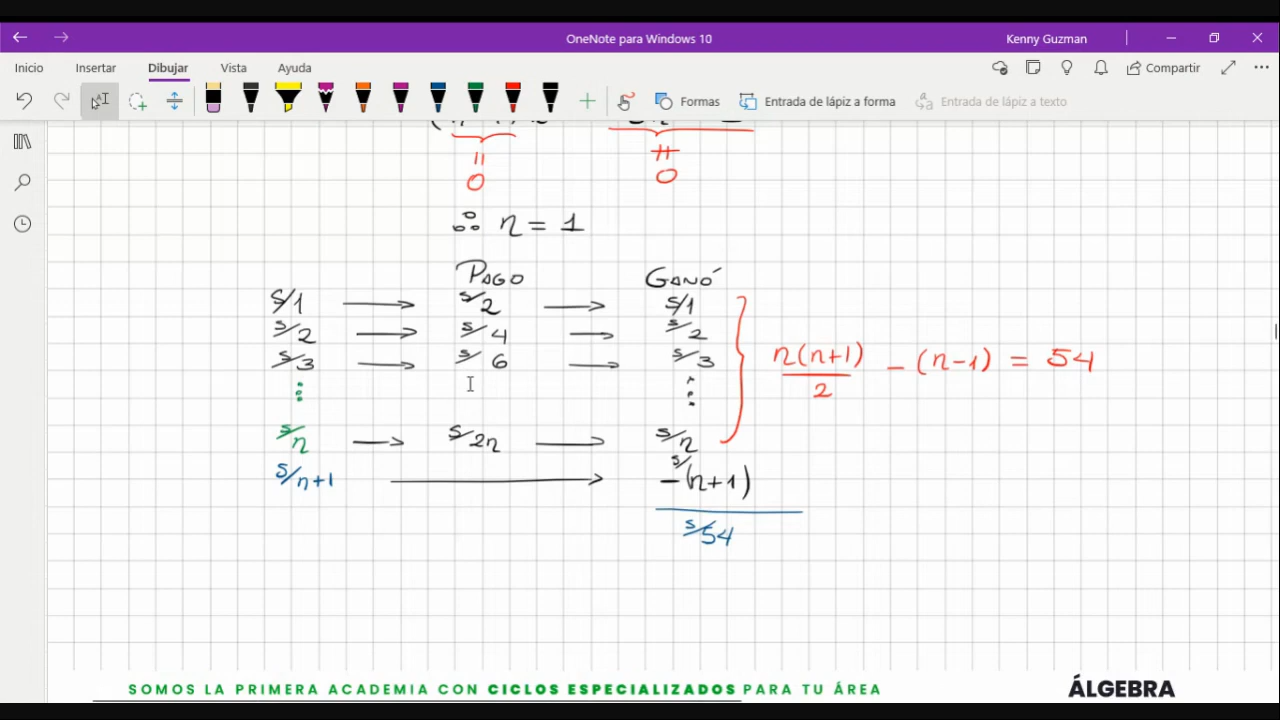 OneNote para Windows 10
Kenny Guzman
Inicio Insertar Dibujar Vista Ayuda
Compartir
Formas Entrada de lápiz a forma Entrada de lápiz a texto
0 0
∴ n = 1
PAGO GANÓ
S/1 → S/2 → S/1
S/2 → S/4 → S/2
S/3 → S/6 → S/3
n(n+1)/2 - (n-1) = 54
⋮ ⋮
S/n → S/2n → S/n
S/n+1 → - S/(n+1)
S/54
SOMOS LA PRIMERA ACADEMIA CON CICLOS ESPECIALIZADOS PARA TU ÁREA
ÁLGEBRA